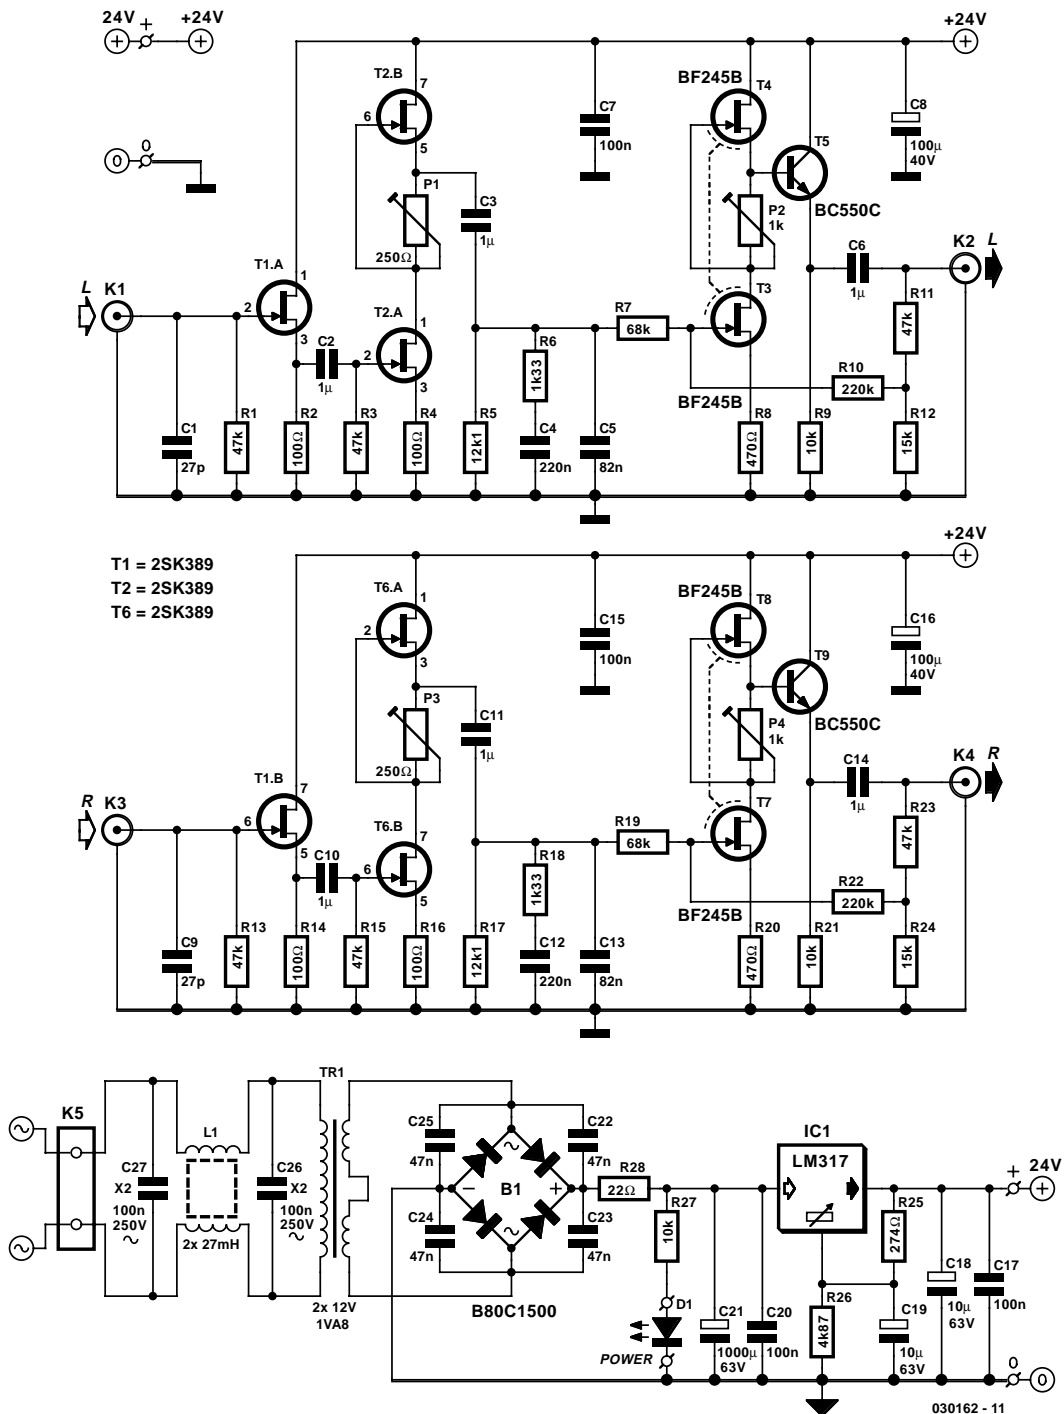 24V
+
+24V
0
0
T2.B
7
6
5
P1
250Ω
C3
1µ
C7
100n
BF245B
T4
T5
BC550C
C8
100µ
40V
+24V
P2
1k
L
K1
T1.A
1
2
3
C2
1µ
T2.A
1
2
3
R7
68k
T3
BF245B
C6
1µ
K2
L
R11
47k
R10
220k
R6
1k33
C1
27p
R1
47k
R2
100Ω
R3
47k
R4
100Ω
R5
12k1
C4
220n
C5
82n
R8
470Ω
R9
10k
R12
15k
T1 = 2SK389
T2 = 2SK389
T6 = 2SK389
T6.A
1
2
3
P3
250Ω
C11
1µ
C15
100n
BF245B
T8
T9
BC550C
C16
100µ
40V
+24V
P4
1k
R
K3
T1.B
7
6
5
C10
1µ
T6.B
7
6
5
R19
68k
T7
BF245B
C14
1µ
K4
R
R23
47k
R22
220k
R18
1k33
C9
27p
R13
47k
R14
100Ω
R15
47k
R16
100Ω
R17
12k1
C12
220n
C13
82n
R20
470Ω
R21
10k
R24
15k
K5
C27
X2
100n
250V
L1
2x 27mH
C26
X2
100n
250V
TR1
2x 12V
1VA8
C25
47n
C22
47n
B1
C24
47n
C23
47n
B80C1500
R28
22Ω
R27
10k
D1
POWER
C21
1000µ
63V
C20
100n
IC1
LM317
R25
274Ω
R26
4k87
C19
10µ
63V
C18
10µ
63V
C17
100n
+
24V
0
0
030162 - 11